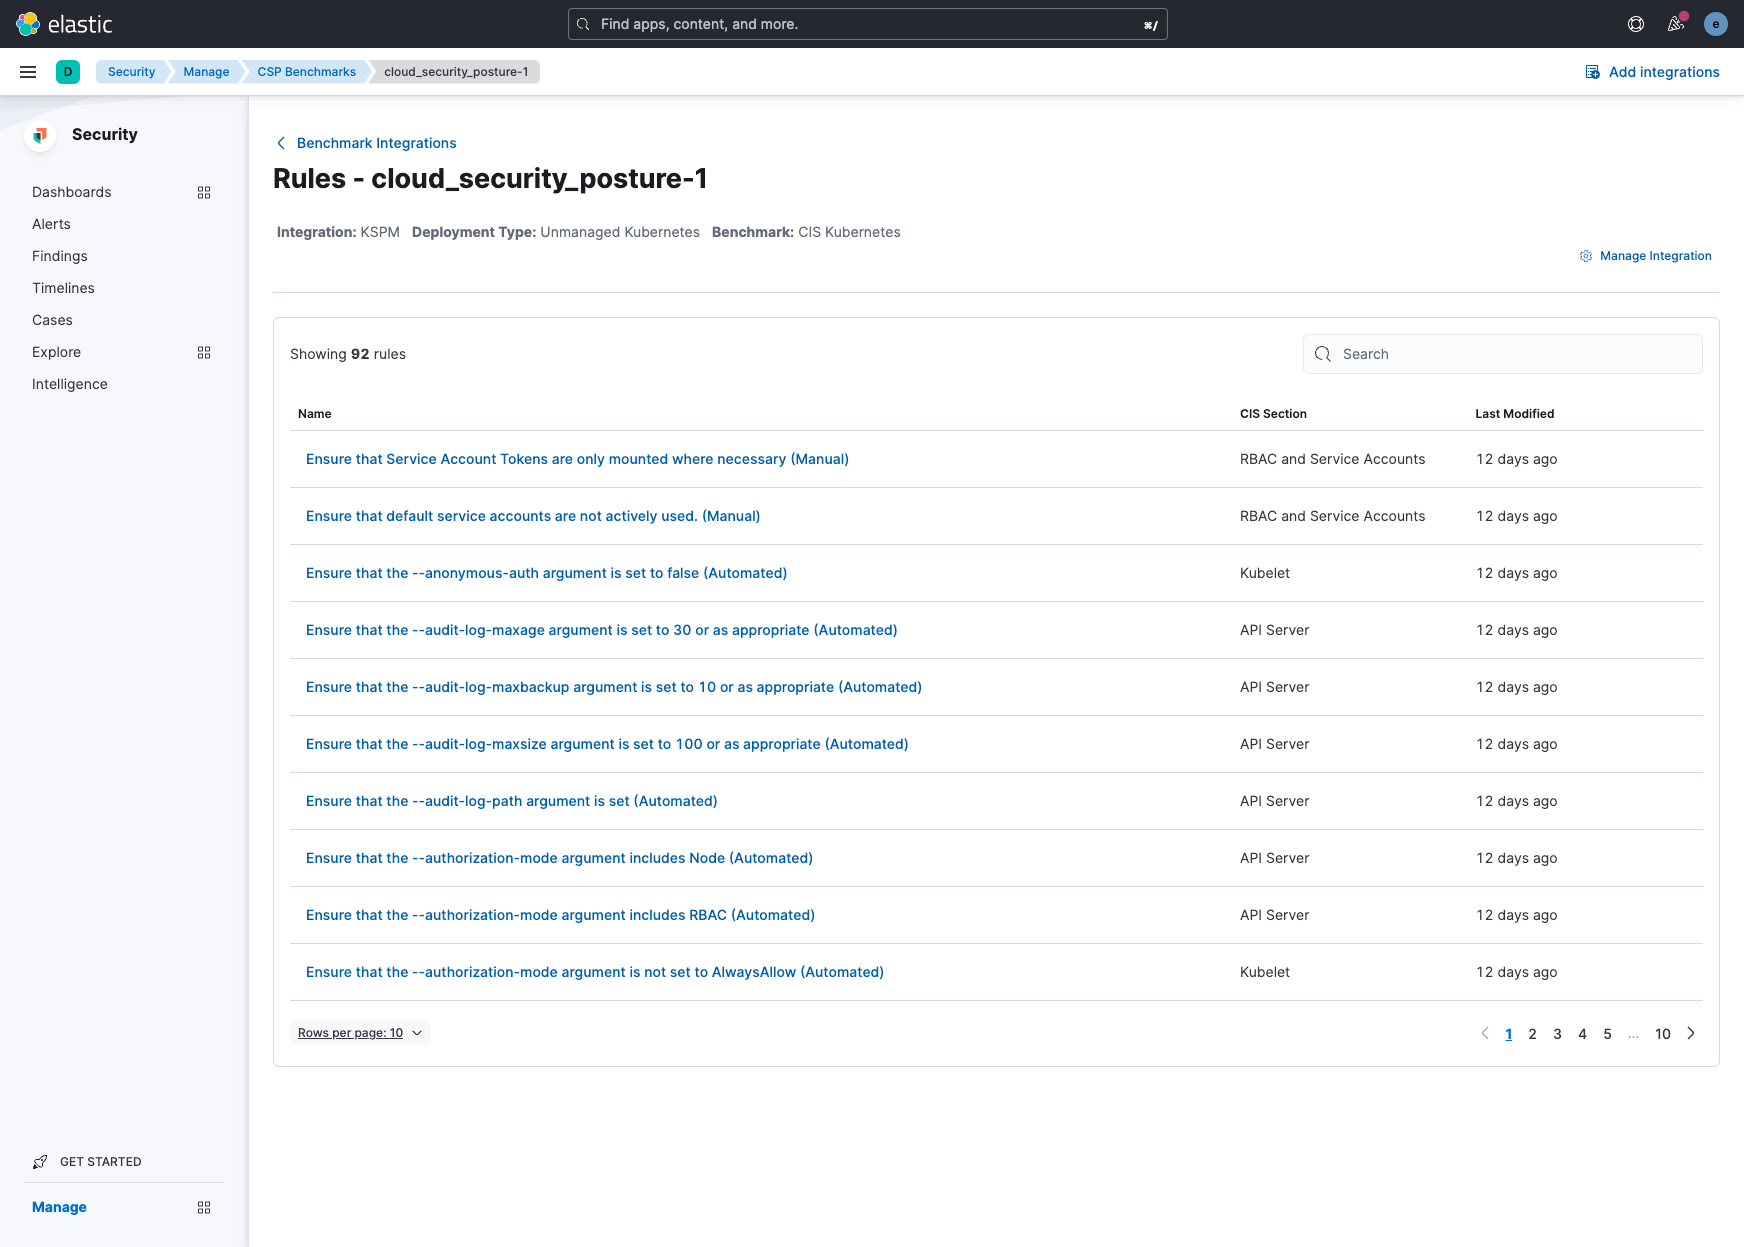 elastic
Find apps, content, and more.
⌘/
e
D
Security
Manage
CSP Benchmarks
cloud_security_posture-1
Add integrations
Security
Dashboards
Alerts
Findings
Timelines
Cases
Explore
Intelligence
GET STARTED
Manage
Benchmark Integrations
Rules - cloud_security_posture-1
Integration: KSPM Deployment Type: Unmanaged Kubernetes Benchmark: CIS Kubernetes
Manage Integration
Showing 92 rules
Search
Name CIS Section Last Modified
Ensure that Service Account Tokens are only mounted where necessary (Manual) RBAC and Service Accounts 12 days ago
Ensure that default service accounts are not actively used. (Manual) RBAC and Service Accounts 12 days ago
Ensure that the --anonymous-auth argument is set to false (Automated) Kubelet 12 days ago
Ensure that the --audit-log-maxage argument is set to 30 or as appropriate (Automated) API Server 12 days ago
Ensure that the --audit-log-maxbackup argument is set to 10 or as appropriate (Automated) API Server 12 days ago
Ensure that the --audit-log-maxsize argument is set to 100 or as appropriate (Automated) API Server 12 days ago
Ensure that the --audit-log-path argument is set (Automated) API Server 12 days ago
Ensure that the --authorization-mode argument includes Node (Automated) API Server 12 days ago
Ensure that the --authorization-mode argument includes RBAC (Automated) API Server 12 days ago
Ensure that the --authorization-mode argument is not set to AlwaysAllow (Automated) Kubelet 12 days ago
Rows per page: 10
1 2 3 4 5 ... 10